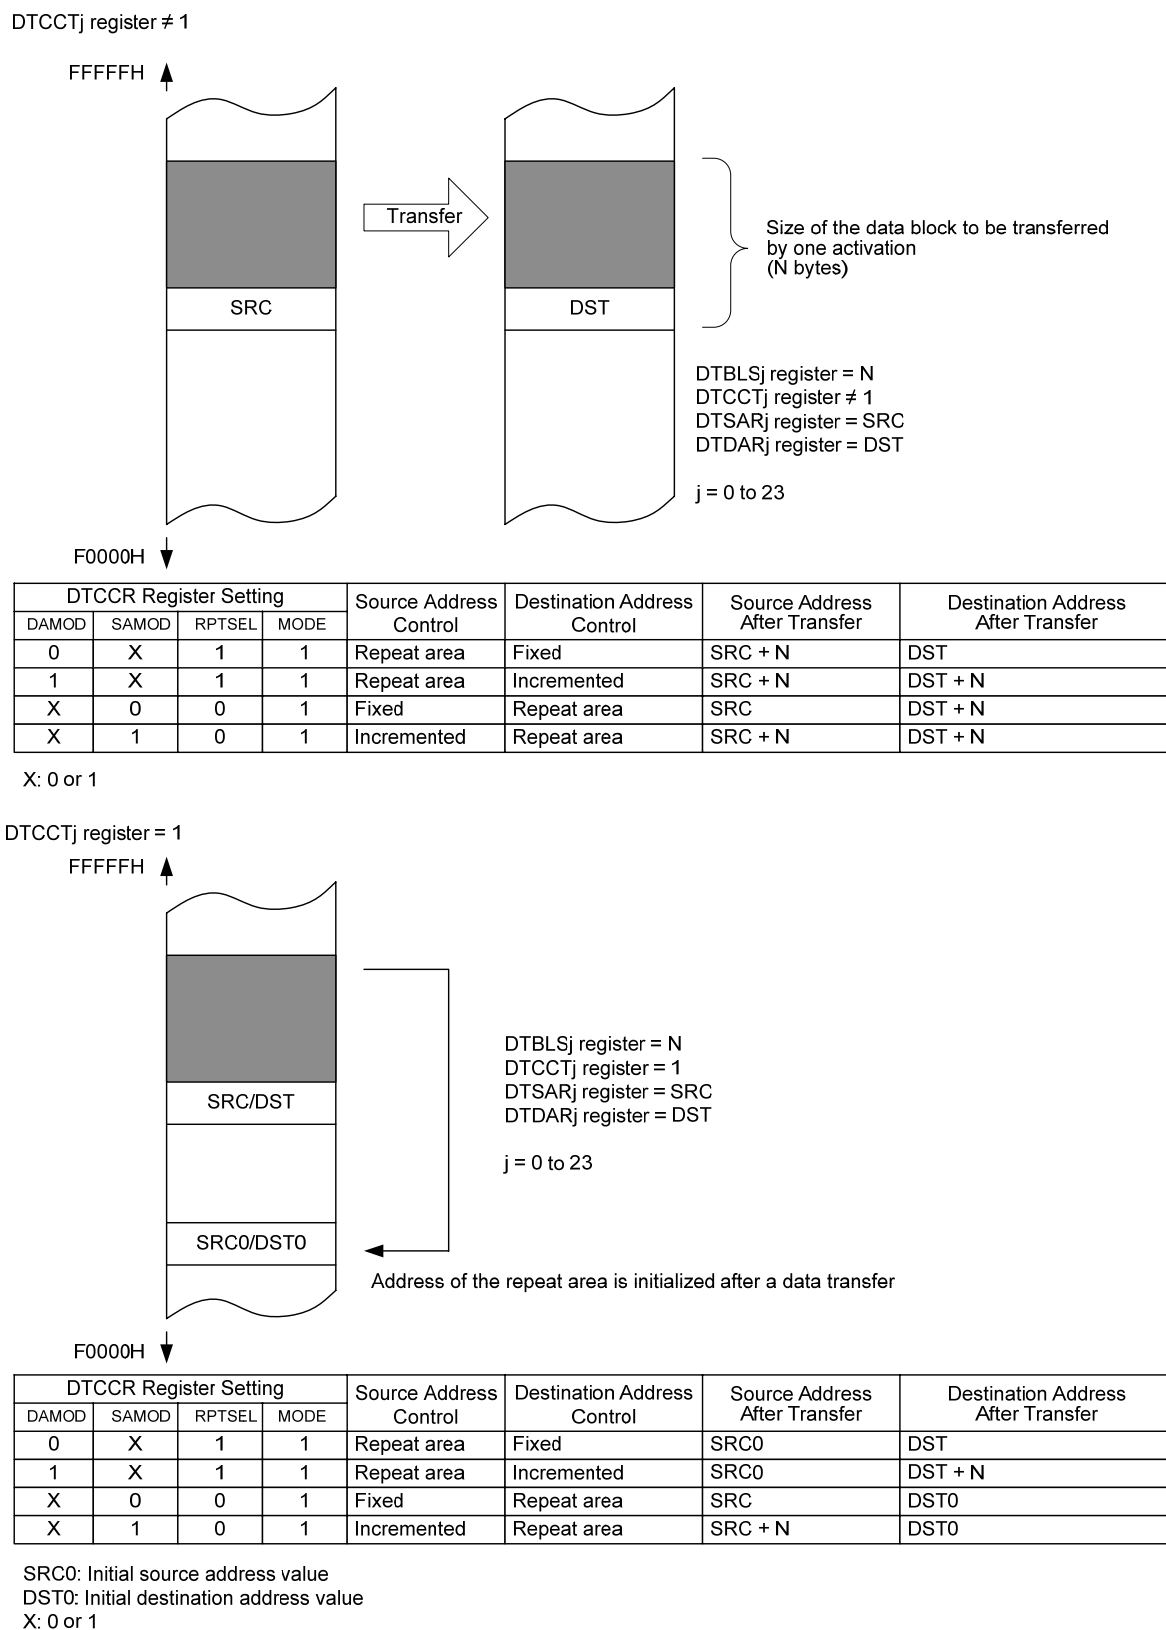 DTCCTj register ≠ 1
FFFFFH
Transfer
Size of the data block to be transferred
by one activation
(N bytes)
SRC
DST
DTBLSj register = N
DTCCTj register ≠ 1
DTSARj register = SRC
DTDARj register = DST
j = 0 to 23
F0000H
DTCCR Register Setting Source Address Control Destination Address Control Source Address After Transfer Destination Address After Transfer
DAMOD SAMOD RPTSEL MODE
0 X 1 1 Repeat area Fixed SRC + N DST
1 X 1 1 Repeat area Incremented SRC + N DST + N
X 0 0 1 Fixed Repeat area SRC DST + N
X 1 0 1 Incremented Repeat area SRC + N DST + N
X: 0 or 1
DTCCTj register = 1
FFFFFH
DTBLSj register = N
DTCCTj register = 1
DTSARj register = SRC
DTDARj register = DST
j = 0 to 23
SRC/DST
SRC0/DST0
Address of the repeat area is initialized after a data transfer
F0000H
DTCCR Register Setting Source Address Control Destination Address Control Source Address After Transfer Destination Address After Transfer
DAMOD SAMOD RPTSEL MODE
0 X 1 1 Repeat area Fixed SRC0 DST
1 X 1 1 Repeat area Incremented SRC0 DST + N
X 0 0 1 Fixed Repeat area SRC DST0
X 1 0 1 Incremented Repeat area SRC + N DST0
SRC0: Initial source address value
DST0: Initial destination address value
X: 0 or 1